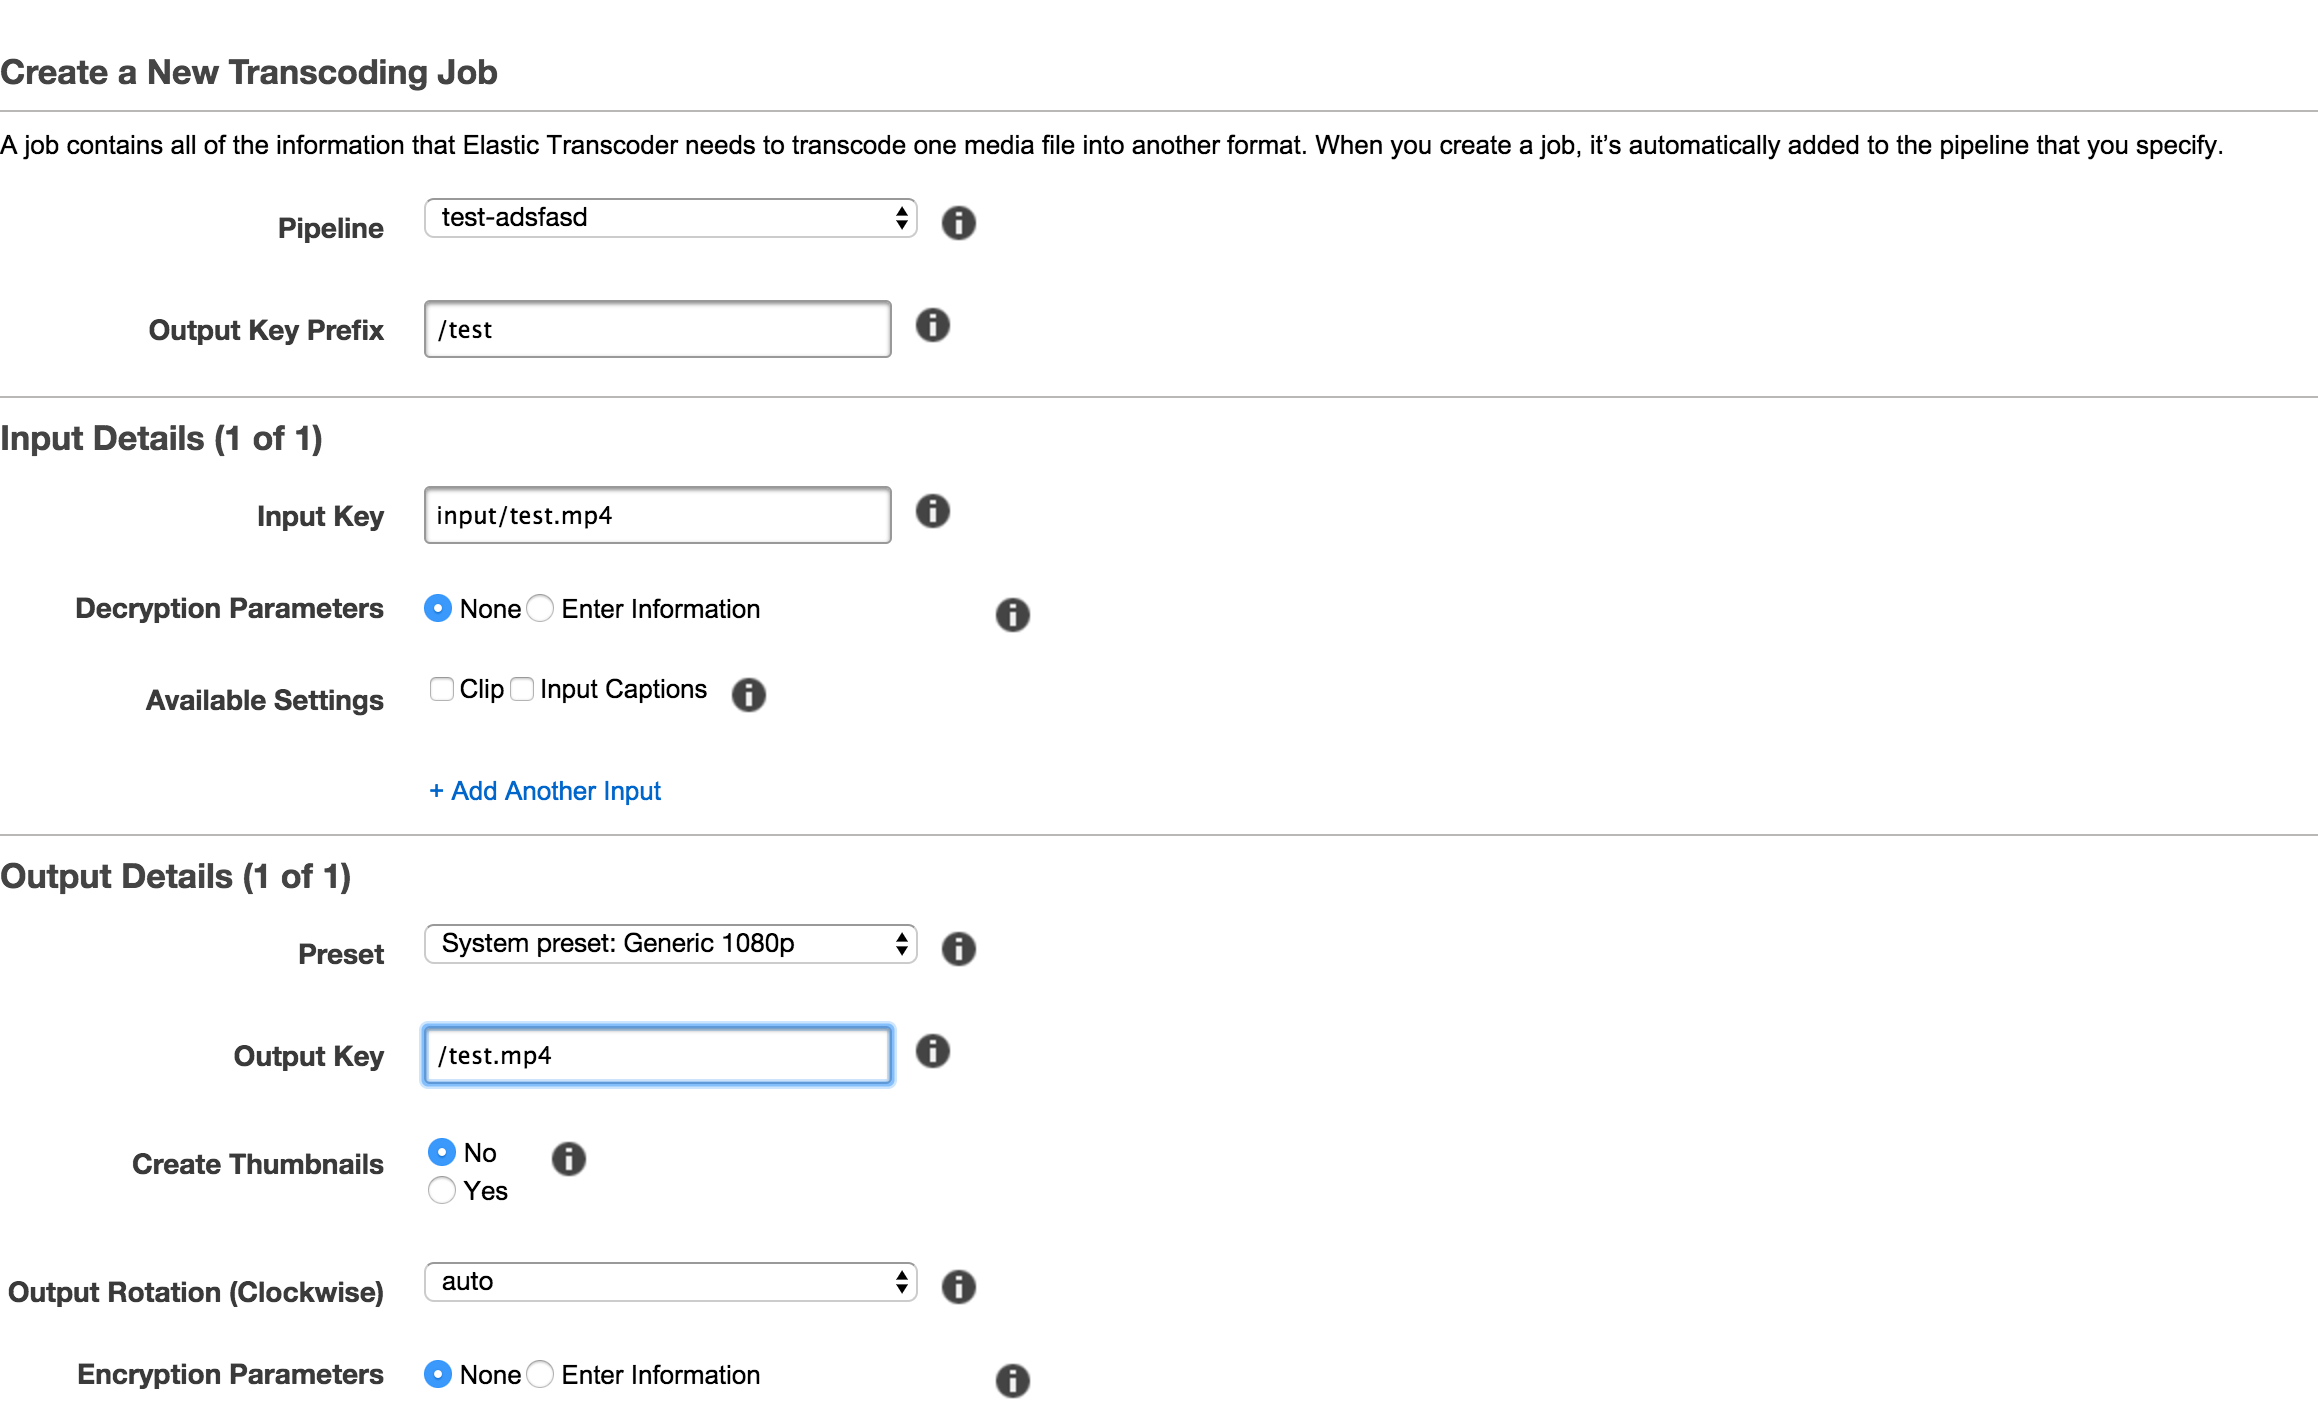 Create a New Transcoding Job
A job contains all of the information that Elastic Transcoder needs to transcode one media file into another format. When you create a job, it’s automatically added to the pipeline that you specify.
Pipeline test-adsfasd
Output Key Prefix /test
Input Details (1 of 1)
Input Key input/test.mp4
Decryption Parameters None Enter Information
Available Settings Clip Input Captions
+ Add Another Input
Output Details (1 of 1)
Preset System preset: Generic 1080p
Output Key /test.mp4
Create Thumbnails No
Yes
Output Rotation (Clockwise) auto
Encryption Parameters None Enter Information